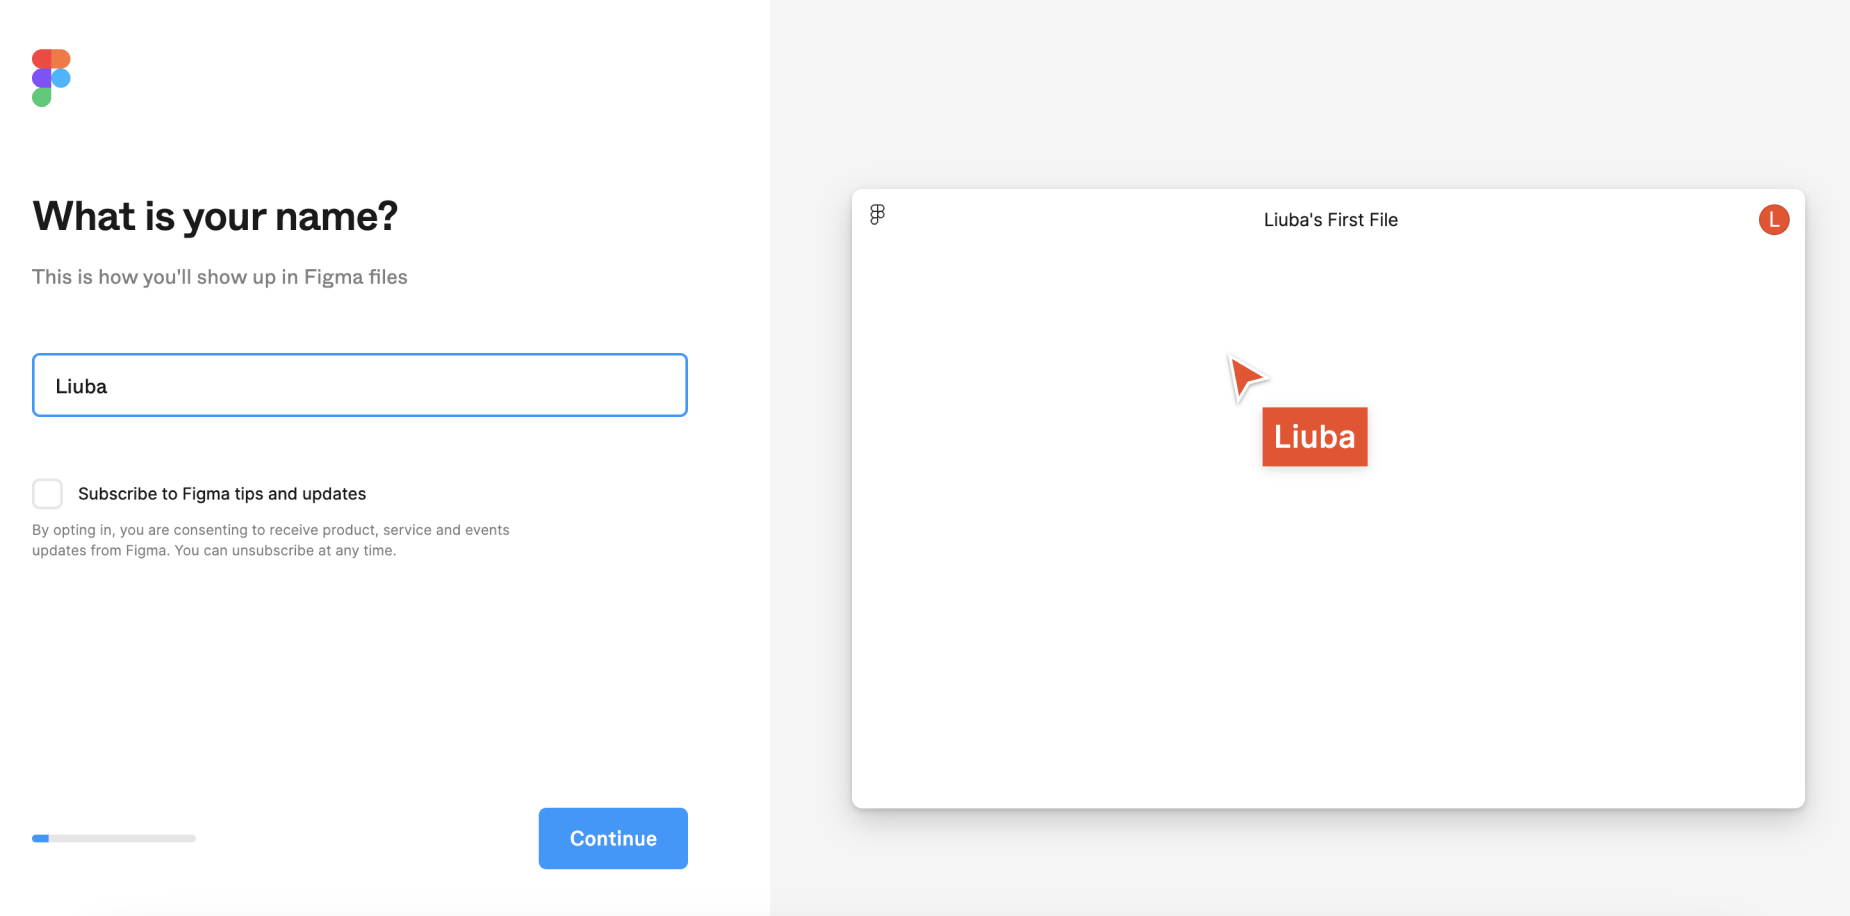 What is your name?
This is how you'll show up in Figma files
Liuba
Subscribe to Figma tips and updates
By opting in, you are consenting to receive product, service and events
updates from Figma. You can unsubscribe at any time.
Continue
Liuba's First File
L
Liuba